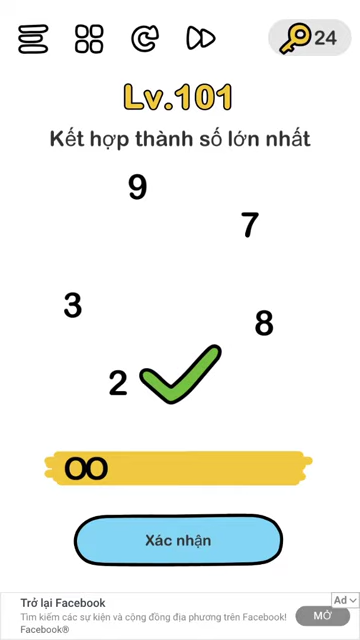 24
Lv.101
Kết hợp thành số lớn nhất
9
7
3
8
2
OO
Xác nhận
Ad
Trở lại Facebook
Tìm kiếm các sự kiện và cộng đồng địa phương trên Facebook!
Facebook®
MỞ